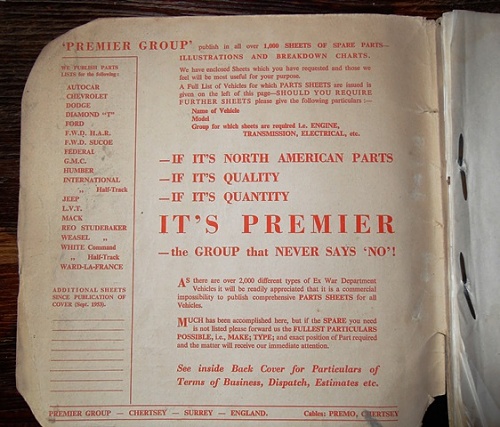 'PREMIER GROUP' publish in all over 1,000 SHEETS OF SPARE PARTS—
ILLUSTRATIONS AND BREAKDOWN CHARTS.
WE PUBLISH PARTS
LISTS for the following:
AUTOCAR
CHEVROLET
DODGE
DIAMOND "T"
FORD
F.W.D. H.A.R.
F.W.D. SUCOE
FEDERAL
G.M.C.
HUMBER
INTERNATIONAL
„ Half-Track
JEEP
L.V.T.
MACK
REO STUDEBAKER
WEASEL „
WHITE Command
„ Half-Track
WARD-LA-FRANCE
ADDITIONAL SHEETS
SINCE PUBLICATION OF
COVER (Sept. 1953).
We have enclosed Sheets which you have requested and those we
feel will be most useful for your purpose.
A Full List of Vehicles for which PARTS SHEETS are issued is
given on the left of this page—SHOULD YOU REQUIRE
FURTHER SHEETS please give the following particulars :—
Name of Vehicle
Model
Group for which sheets are required i.e. ENGINE,
TRANSMISSION, ELECTRICAL, etc.
—IF IT'S NORTH AMERICAN PARTS
—IF IT'S QUALITY
—IF IT'S QUANTITY
IT'S PREMIER
—the GROUP that NEVER SAYS 'NO'!
AS there are over 2,000 different types of Ex War Department
Vehicles it will be readily appreciated that it is a commercial
impossibility to publish comprehensive PARTS SHEETS for all
Vehicles.
MUCH has been accomplished here, but if the SPARE you need
is not listed please forward us the FULLEST PARTICULARS
POSSIBLE, i.e., MAKE; TYPE; and exact position of Part required
and the matter will receive our immediate attention.
See inside Back Cover for Particulars of
Terms of Business, Dispatch, Estimates etc.
PREMIER GROUP — CHERTSEY — SURREY — ENGLAND. Cables: PREMO, CHERTSEY